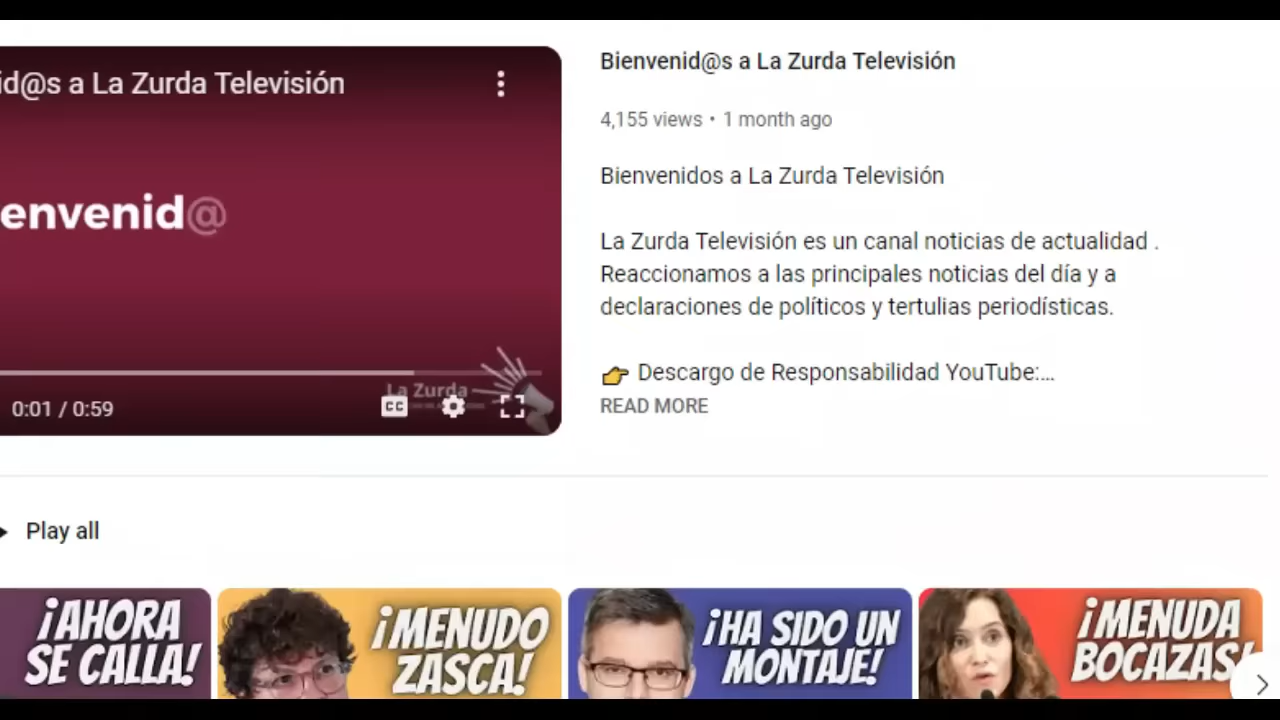 id@s a La Zurda Televisión
envenid@
La Zurda
0:01 / 0:59
CC
Bienvenid@s a La Zurda Televisión
4,155 views • 1 month ago
Bienvenidos a La Zurda Televisión
La Zurda Televisión es un canal noticias de actualidad .
Reaccionamos a las principales noticias del día y a
declaraciones de políticos y tertulias periodísticas.
👉 Descargo de Responsabilidad YouTube:...
READ MORE
Play all
¡AHORA
SE CALLA!
¡MENUDO
ZASCA!
¡HA SIDO UN
MONTAJE!
¡MENUDA
BOCAZAS!